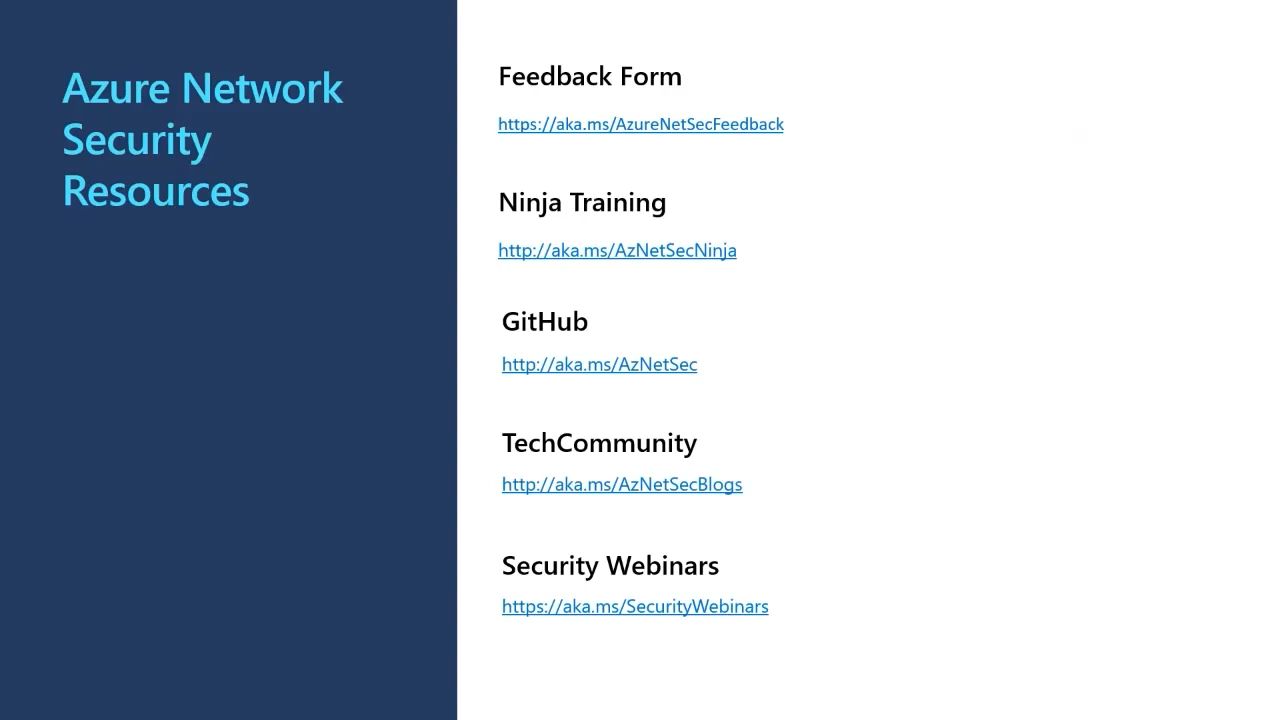 Azure Network
Security
Resources
Feedback Form
https://aka.ms/AzureNetSecFeedback
Ninja Training
http://aka.ms/AzNetSecNinja
GitHub
http://aka.ms/AzNetSec
TechCommunity
http://aka.ms/AzNetSecBlogs
Security Webinars
https://aka.ms/SecurityWebinars